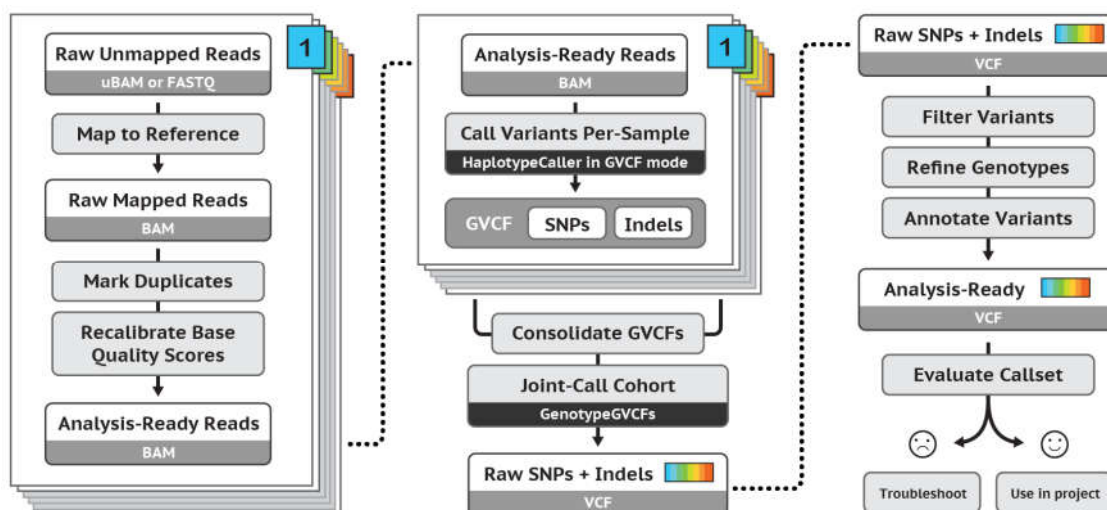 1
Raw Unmapped Reads
uBAM or FASTQ
Map to Reference
Raw Mapped Reads
BAM
Mark Duplicates
Recalibrate Base
Quality Scores
Analysis-Ready Reads
BAM
1
Analysis-Ready Reads
BAM
Call Variants Per-Sample
HaplotypeCaller in GVCF mode
GVCF SNPs Indels
Consolidate GVCFs
Joint-Call Cohort
GenotypeGVCFs
Raw SNPs + Indels
VCF
Raw SNPs + Indels
VCF
Filter Variants
Refine Genotypes
Annotate Variants
Analysis-Ready
VCF
Evaluate Callset
Troubleshoot Use in project